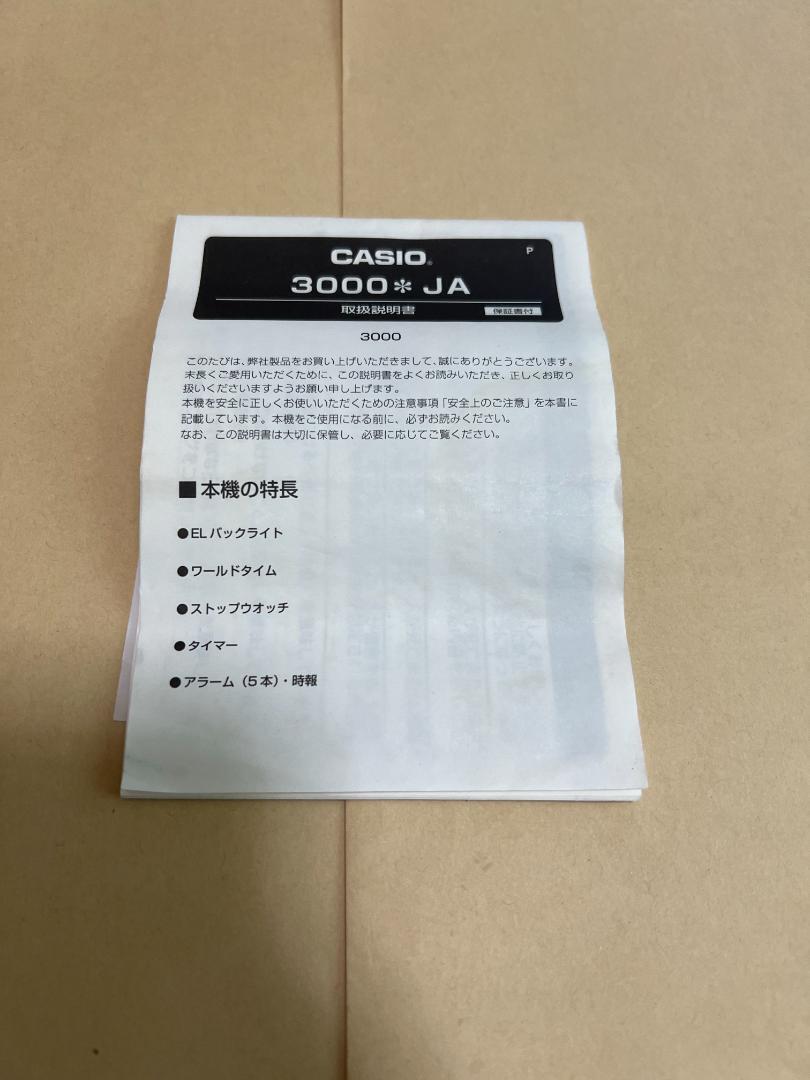 CASIO®
P
3000＊JA
取扱説明書
保証書付
3000
このたびは、弊社製品をお買い上げいただきまして、誠にありがとうございます。
末長くご愛用いただくために、この説明書をよくお読みいただき、正しくお取り
扱いくださいますようお願い申し上げます。
本機を安全に正しくお使いいただくための注意事項「安全上のご注意」を本書に
記載しています。本機をご使用になる前に、必ずお読みください。
なお、この説明書は大切に保管し、必要に応じてご覧ください。
■本機の特長
●ELバックライト
●ワールドタイム
●ストップウオッチ
●タイマー
●アラーム（5本）・時報